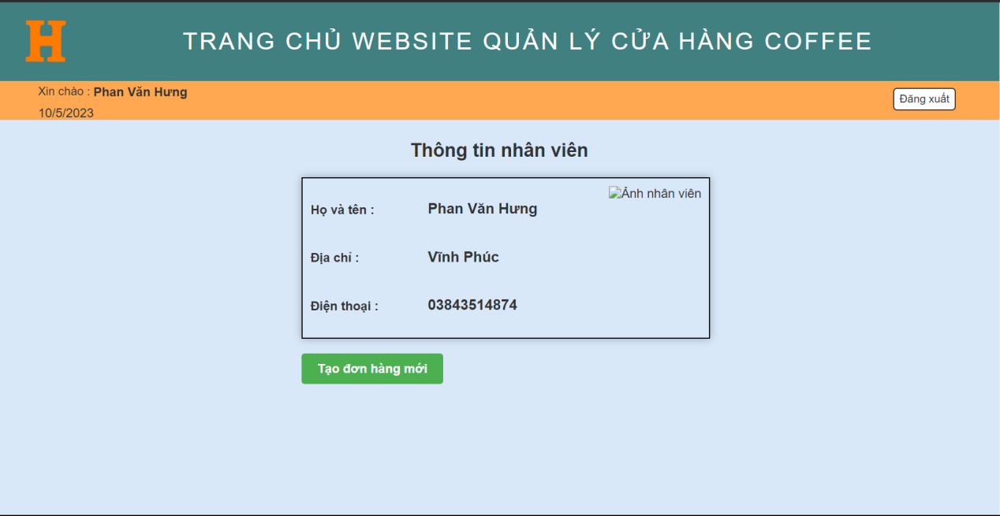 H
TRANG CHỦ WEBSITE QUẢN LÝ CỬA HÀNG COFFEE
Xin chào : Phan Văn Hưng
Đăng xuất
10/5/2023
Thông tin nhân viên
Ảnh nhân viên
Họ và tên : Phan Văn Hưng
Địa chỉ : Vĩnh Phúc
Điện thoại : 03843514874
Tạo đơn hàng mới